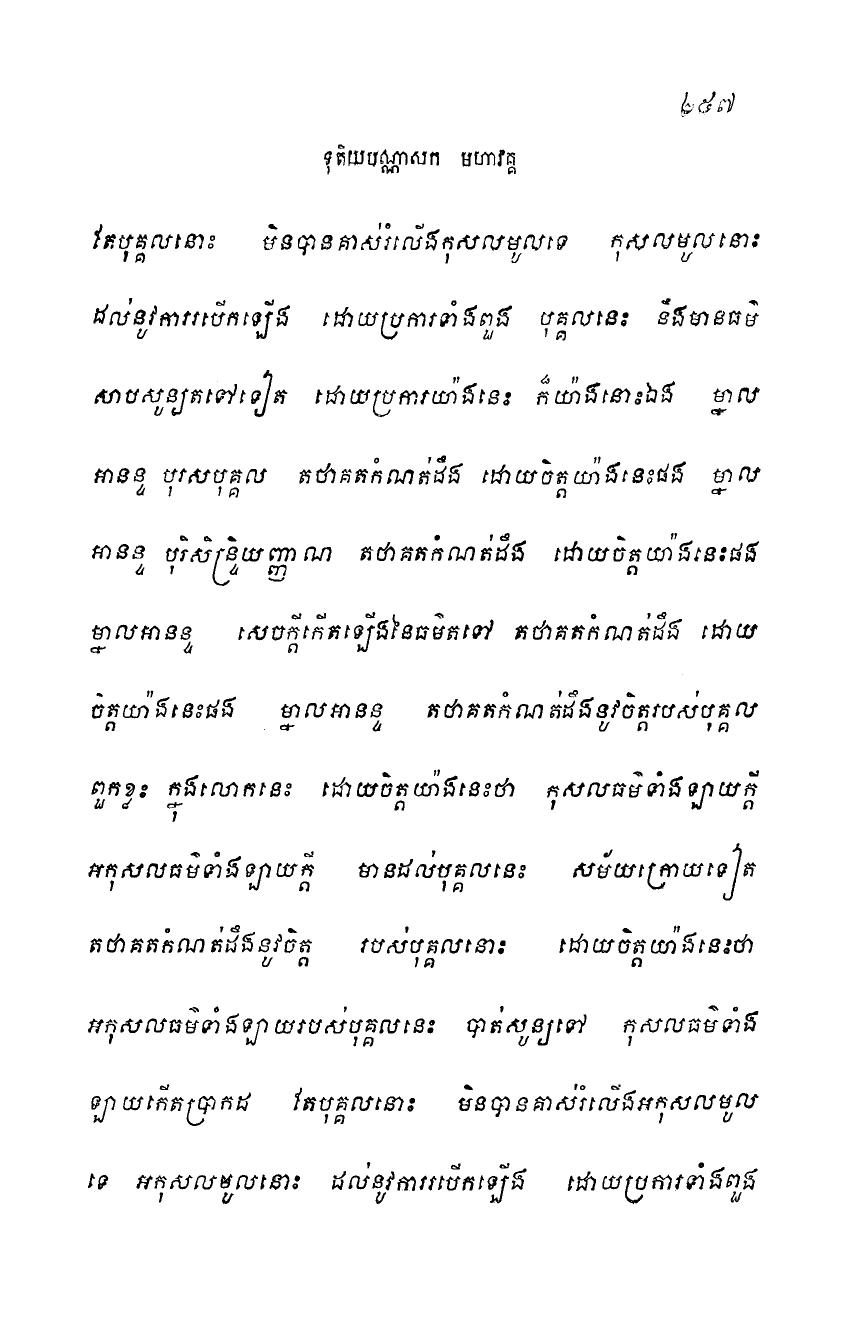 ២៥៧
ទុតិយបណ្ណាសក មហាវគ្គ
តែបុគ្គលនោះ មិនបានគាស់រំលើងកុសលមូលទេ កុសលមូលនោះ
ដល់នូវការរបើកឡើង ដោយប្រការទាំងពួង បុគ្គលនេះ នឹងមានធម៌
សាបសូន្យតទៅទៀត ដោយប្រការយ៉ាងនេះ ក៏យ៉ាងនោះឯង ម្នាល
អានន្ទ បុរសបុគ្គល តថាគតកំណត់ដឹង ដោយចិត្តយ៉ាងនេះផង ម្នាល
អានន្ទ បុរិសិន្ទ្រិយញ្ញាណ តថាគតកំណត់ដឹង ដោយចិត្តយ៉ាងនេះផង
ម្នាលអានន្ទ សេចក្តីកើតឡើងនៃធម៌តទៅ តថាគតកំណត់ដឹង ដោយ
ចិត្តយ៉ាងនេះផង ម្នាលអានន្ទ តថាគតកំណត់ដឹងនូវចិត្តរបស់បុគ្គល
ពួកខ្លះ ក្នុងលោកនេះ ដោយចិត្តយ៉ាងនេះថា កុសលធម៌ទាំងឡាយក្តី
អកុសលធម៌ទាំងឡាយក្តី មានដល់បុគ្គលនេះ សម័យក្រោយទៀត
តថាគតកំណត់ដឹងនូវចិត្ត របស់បុគ្គលនោះ ដោយចិត្តយ៉ាងនេះថា
អកុសលធម៌ទាំងឡាយរបស់បុគ្គលនេះ បាត់សូន្យទៅ កុសលធម៌ទាំង
ឡាយកើតប្រាកដ តែបុគ្គលនោះ មិនបានគាស់រំលើងអកុសលមូល
ទេ អកុសលមូលនោះ ដល់នូវការរបើកឡើង ដោយប្រការទាំងពួង